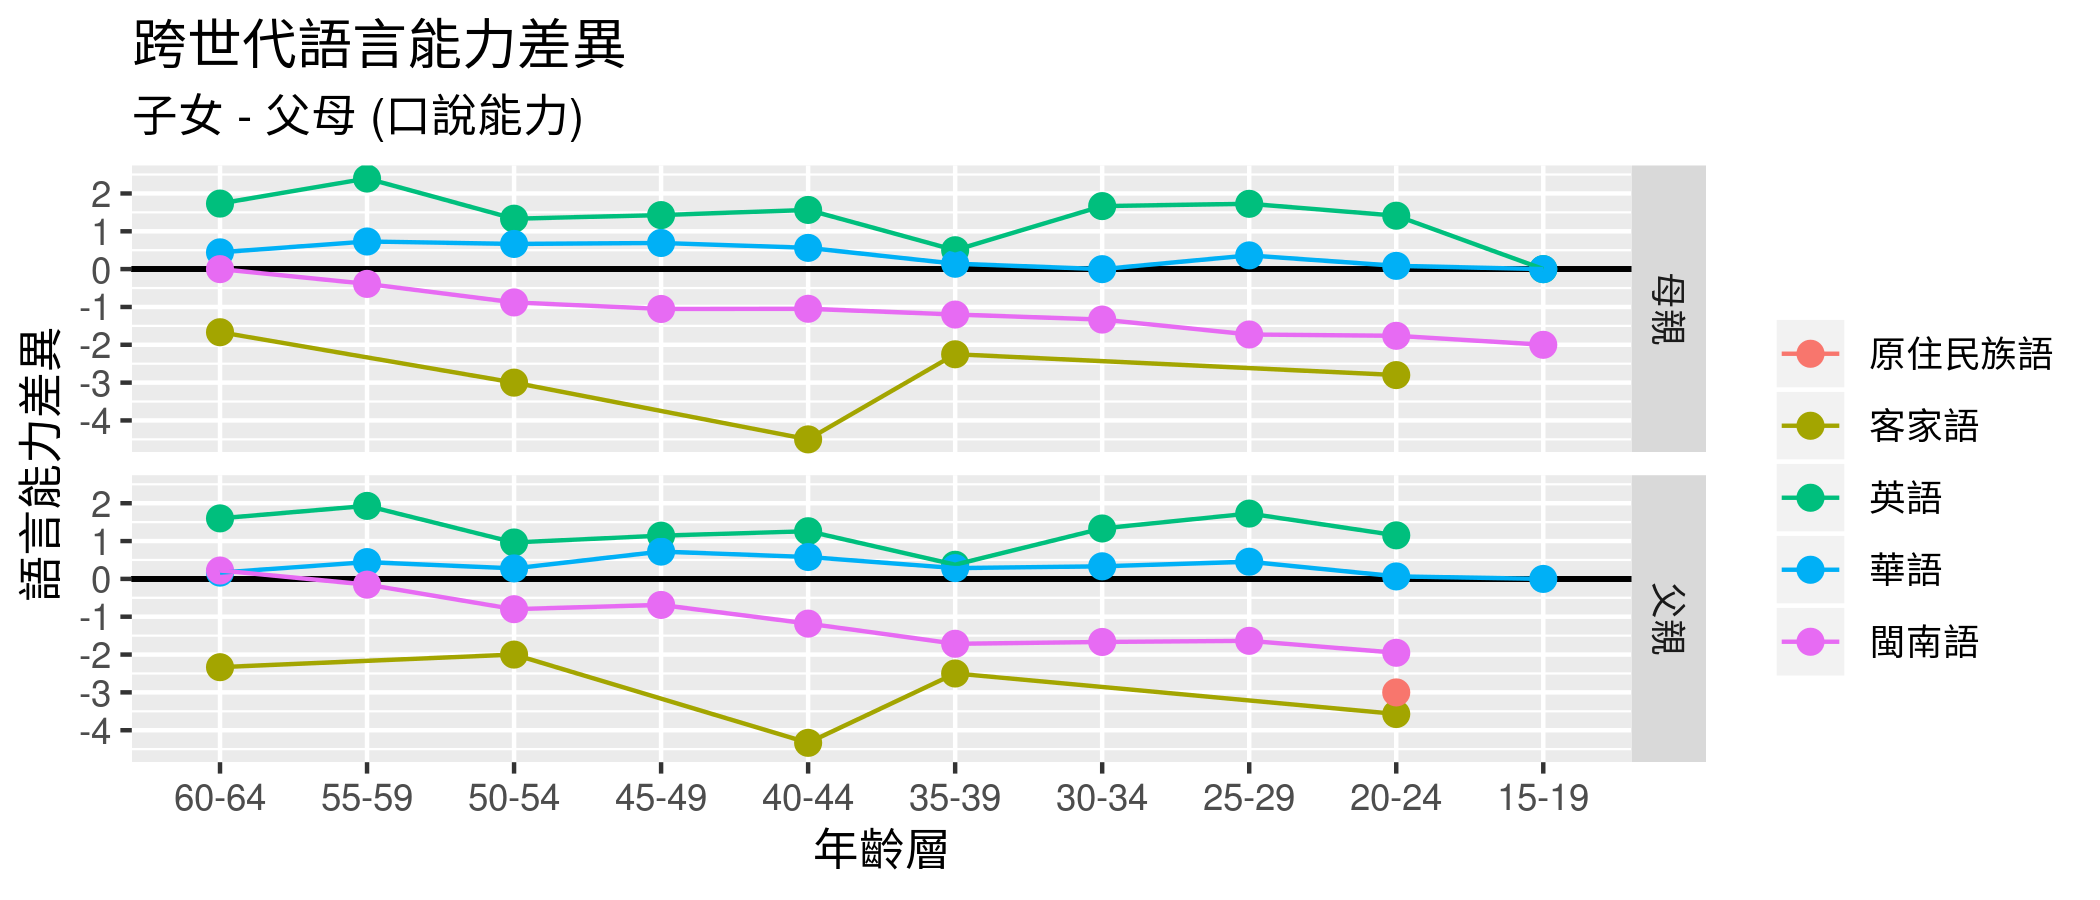 跨世代語言能力差異
子女 - 父母 (口說能力)
語言能力差異
2
1
0
-1
-2
-3
-4
母親
2
1
0
-1
-2
-3
-4
父親
60-64 55-59 50-54 45-49 40-44 35-39 30-34 25-29 20-24 15-19
年齡層
原住民族語
客家語
英語
華語
閩南語